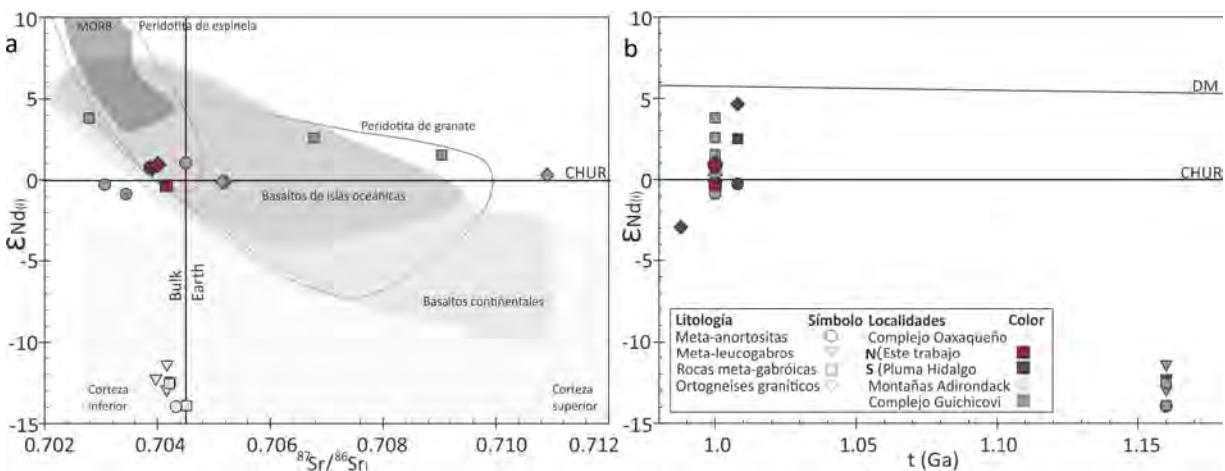 a
10
5
0
-5
-10
-15
εNd(i)
MORB
Peridotita de espinela
Peridotita de granate
CHUR
Basaltos de islas oceánicas
Bulk
Earth
Basaltos continentales
Corteza
inferior
Corteza
superior
0.702
0.704
0.706
0.708
0.710
0.712
87Sr/86Sri
b
10
5
0
-5
-10
-15
εNd(i)
DM
CHUR
Litología
Símbolo
Localidades
Color
Meta-anortositas
Complejo Oaxaqueño
Meta-leucogabros
N(Este trabajo
Rocas meta-gabróicas
S (Pluma Hidalgo
Ortogneises graníticos
Montañas Adirondack
Complejo Guichicovi
1.0
1.05
1.10
1.15
t (Ga)